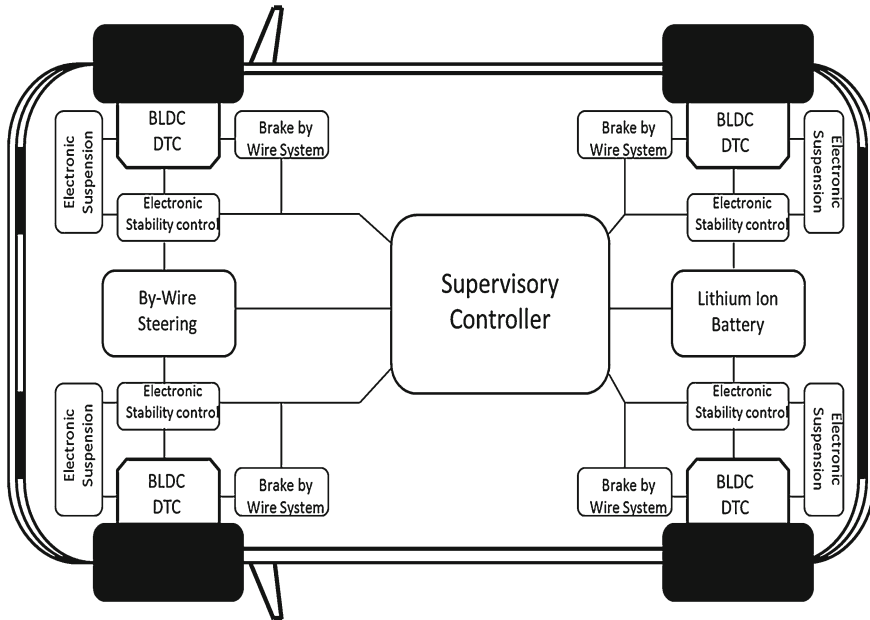 BLDC
DTC
Brake by
Wire System
Electronic
Suspension
Electronic
Stability control
Brake by
Wire System
BLDC
DTC
Electronic
Suspension
Electronic
Stability control
By-Wire
Steering
Supervisory
Controller
Lithium Ion
Battery
Electronic
Stability control
Electronic
Suspension
BLDC
DTC
Brake by
Wire System
Electronic
Stability control
Electronic
Suspension
Brake by
Wire System
BLDC
DTC